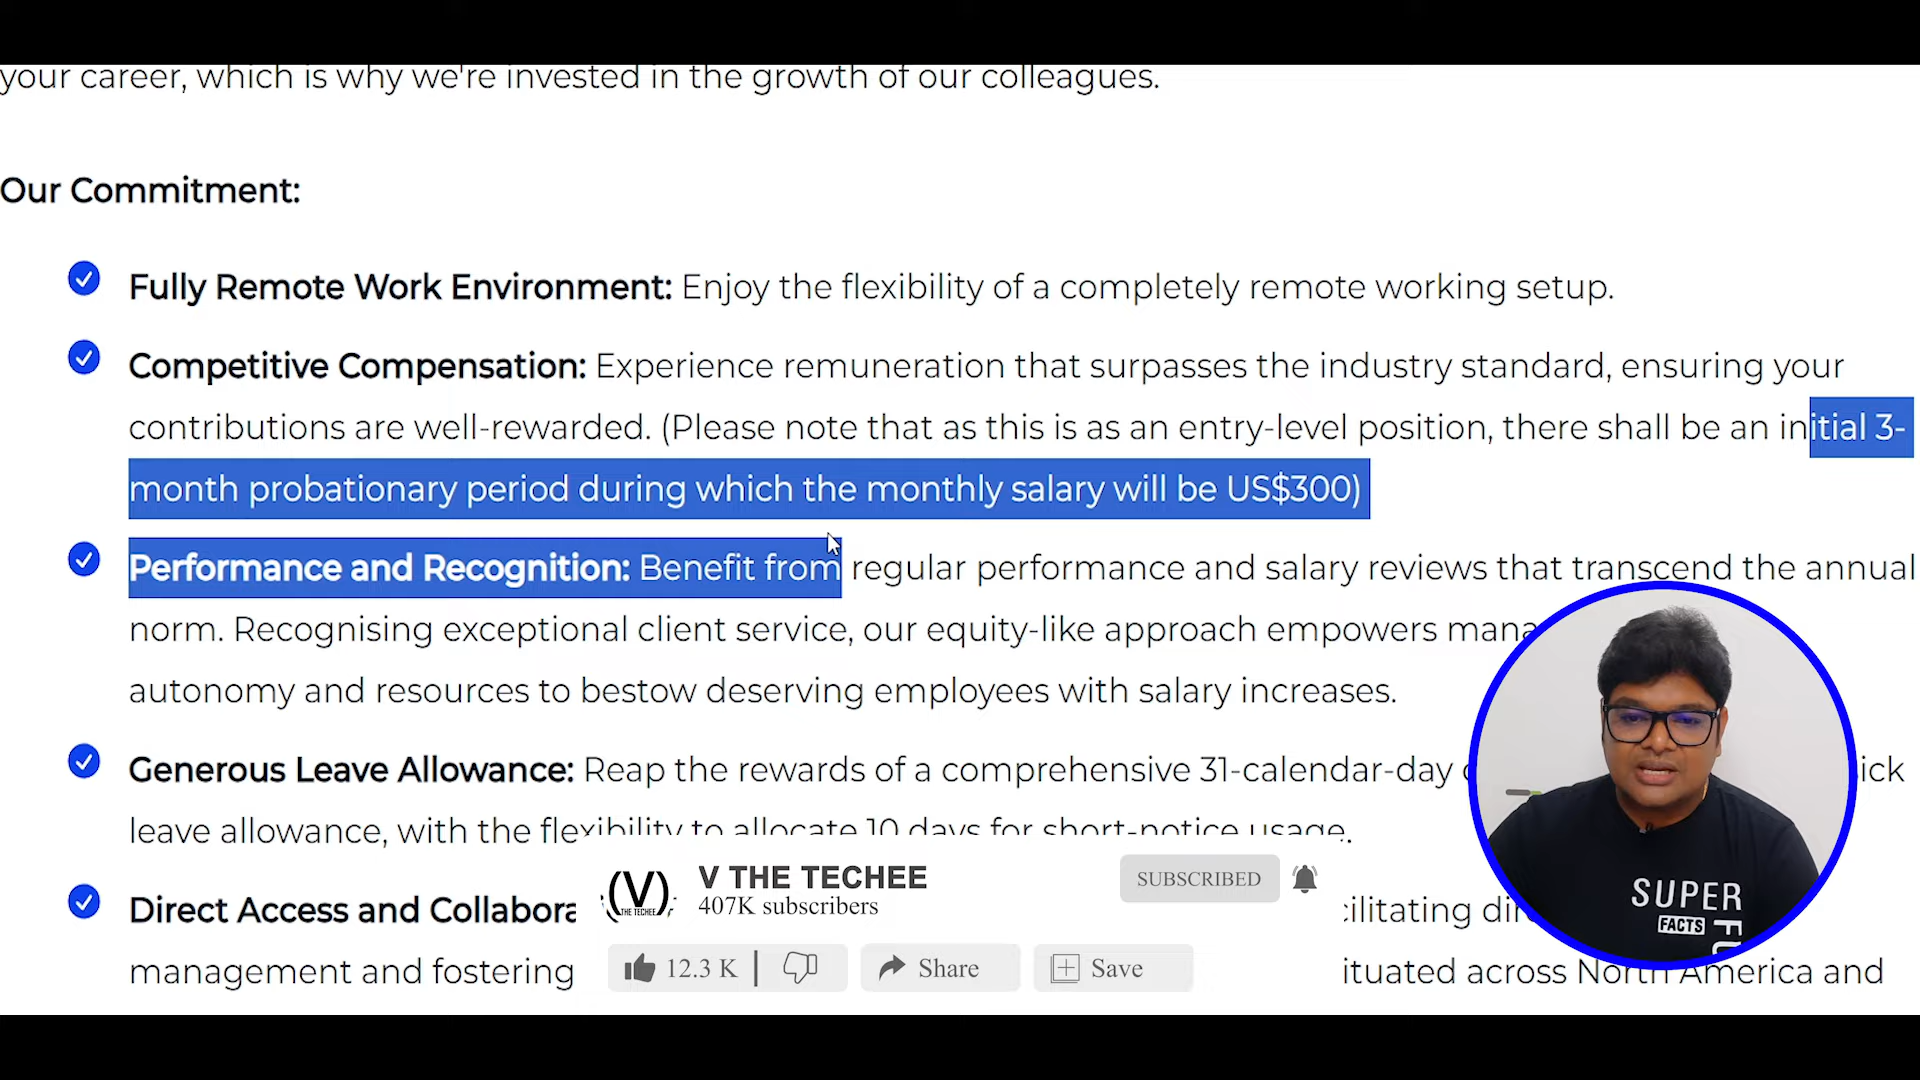 your career, which is why we're invested in the growth of our colleagues.
Our Commitment:
Fully Remote Work Environment: Enjoy the flexibility of a completely remote working setup.
Competitive Compensation: Experience remuneration that surpasses the industry standard, ensuring your
contributions are well-rewarded. (Please note that as this is as an entry-level position, there shall be an initial 3-
month probationary period during which the monthly salary will be US$300)
Performance and Recognition: Benefit from regular performance and salary reviews that transcend the annual
norm. Recognising exceptional client service, our equity-like approach empowers
autonomy and resources to bestow deserving employees with salary increases.
Generous Leave Allowance: Reap the rewards of a comprehensive 31-calendar-day
leave allowance, with the flexibility to allocate 10 days for short-notice usage.
Direct Access and
management and fostering situated across North America and
(V)
THE TECHEE
V THE TECHEE
407K subscribers
SUBSCRIBED
12.3 K
Share
Save
SUPER
FACTS